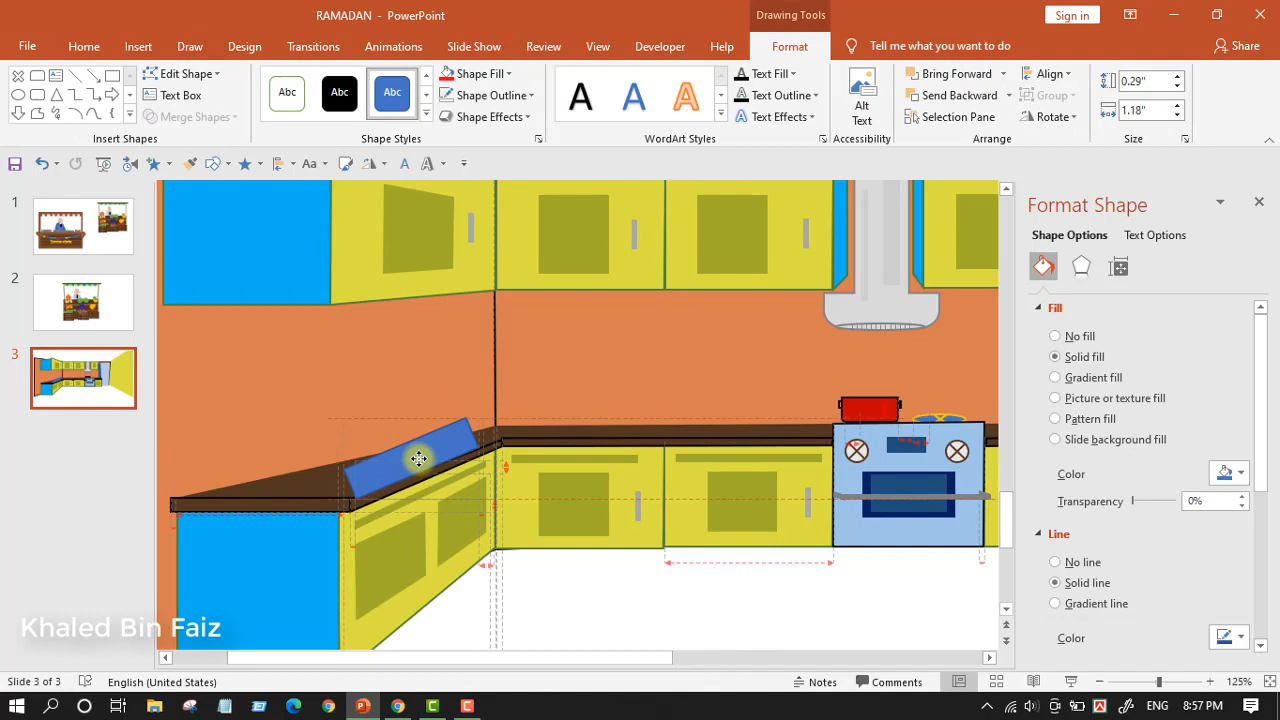 RAMADAN - PowerPoint
Drawing Tools
Sign in
File
Home
Insert
Draw
Design
Transitions
Animations
Slide Show
Review
View
Developer
Help
Format
Tell me what you want to do
Share
Edit Shape
Text Box
Merge Shapes
Insert Shapes
Abc
Abc
Abc
Shape Fill
Shape Outline
Shape Effects
Shape Styles
A
A
A
Text Fill
Text Outline
Text Effects
WordArt Styles
Alt
Text
Accessibility
Bring Forward
Send Backward
Selection Pane
Align
Group
Rotate
Arrange
0.29"
1.18"
Size
Aa
A
A
1
2
3
Format Shape
Shape Options
Text Options
Fill
No fill
Solid fill
Gradient fill
Picture or texture fill
Pattern fill
Slide background fill
Color
Transparency
0%
Line
No line
Solid line
Gradient line
Color
Khaled Bin Faiz
Slide 3 of 3
English (United States)
Notes
Comments
125%
8:57 PM